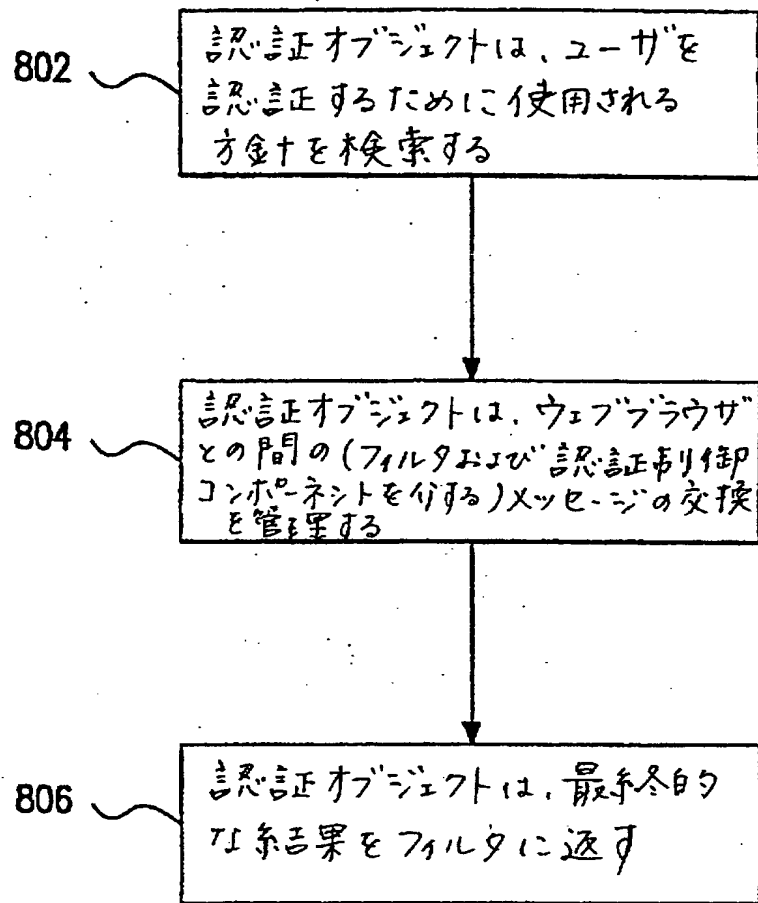 802
認証オブジェクトは、ユーザを
認証するために使用される
方針を検索する
804
認証オブジェクトは、ウェブブラウザ
との間の(フィルタおよび認証制御
コンポーネントを介する)メッセージの交換
を管理する
806
認証オブジェクトは、最終的
な結果をフィルタに返す